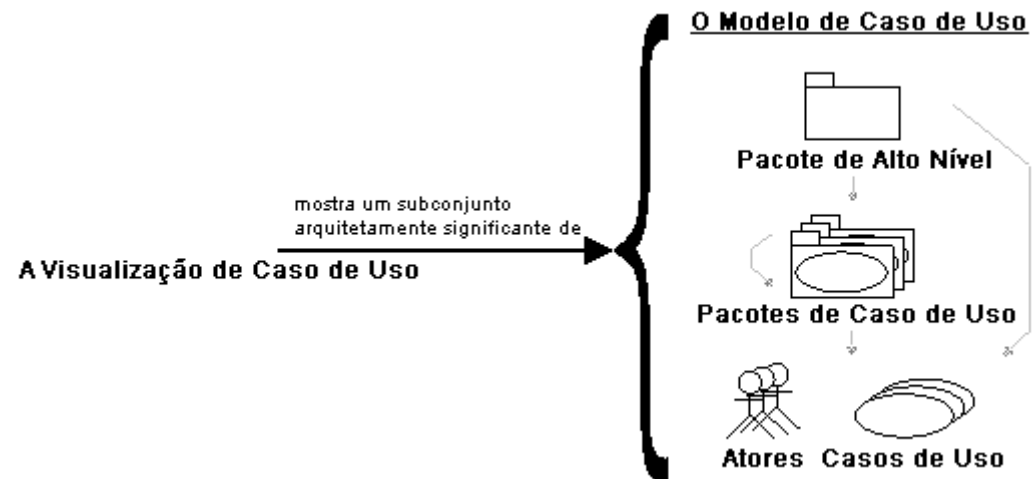 O Modelo de Caso de Uso
Pacote de Alto Nível
mostra um subconjunto
arquitetamente significante de
A Visualização de Caso de Uso
Pacotes de Caso de Uso
Atores Casos de Uso